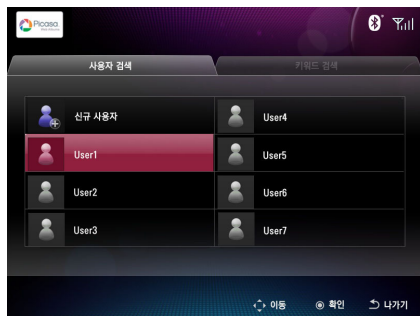 Picasa
사용자 검색
키워드 검색
신규 사용자
User4
User1
User5
User2
User6
User3
User7
이동
확인
나가기